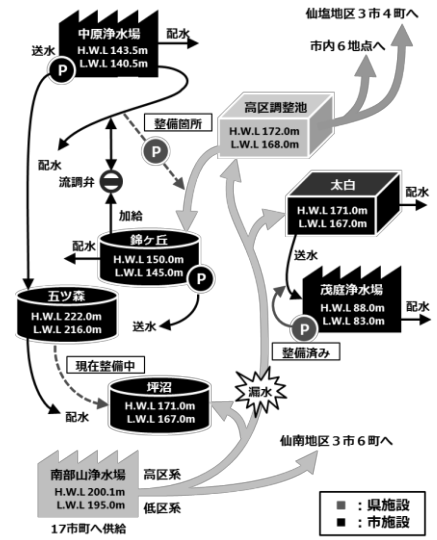 仙塩地区３市４町へ
中原浄水場
H.W.L 143.5m
L.W.L 140.5m
配水
送水
P
市内６地点へ
高区調整池
H.W.L 172.0m
L.W.L 168.0m
整備箇所
P
配水
流調弁
加給
太白
H.W.L 171.0m
L.W.L 167.0m
配水
錦ヶ丘
H.W.L 150.0m
L.W.L 145.0m
配水
P
送水
送水
茂庭浄水場
H.W.L 88.0m
L.W.L 83.0m
配水
P
整備済み
五ツ森
H.W.L 222.0m
L.W.L 216.0m
現在整備中
配水
坪沼
H.W.L 171.0m
L.W.L 167.0m
漏水
仙南地区３市６町へ
南部山浄水場
H.W.L 200.1m
L.W.L 195.0m
高区系
低区系
17市町へ供給
■ ：県施設
■ ：市施設